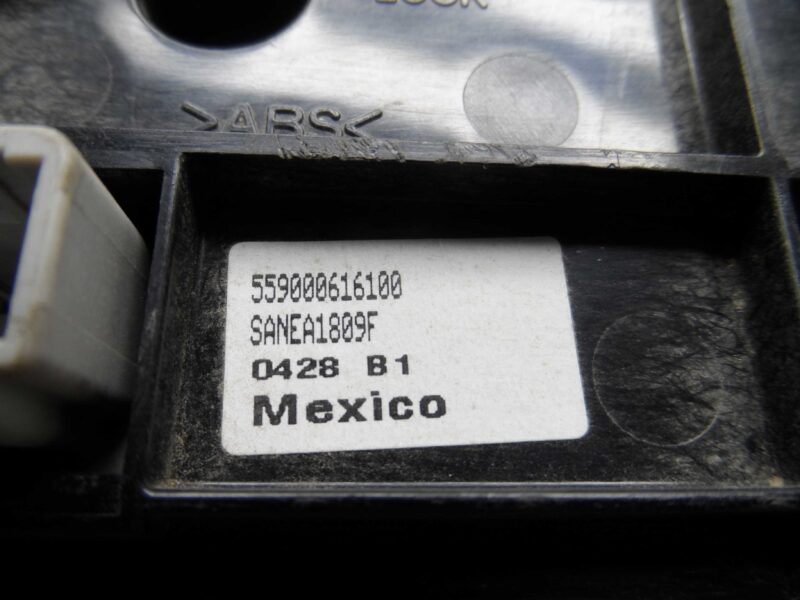 >ABS<
559000616100
SANEA1809F
0428 B1
Mexico